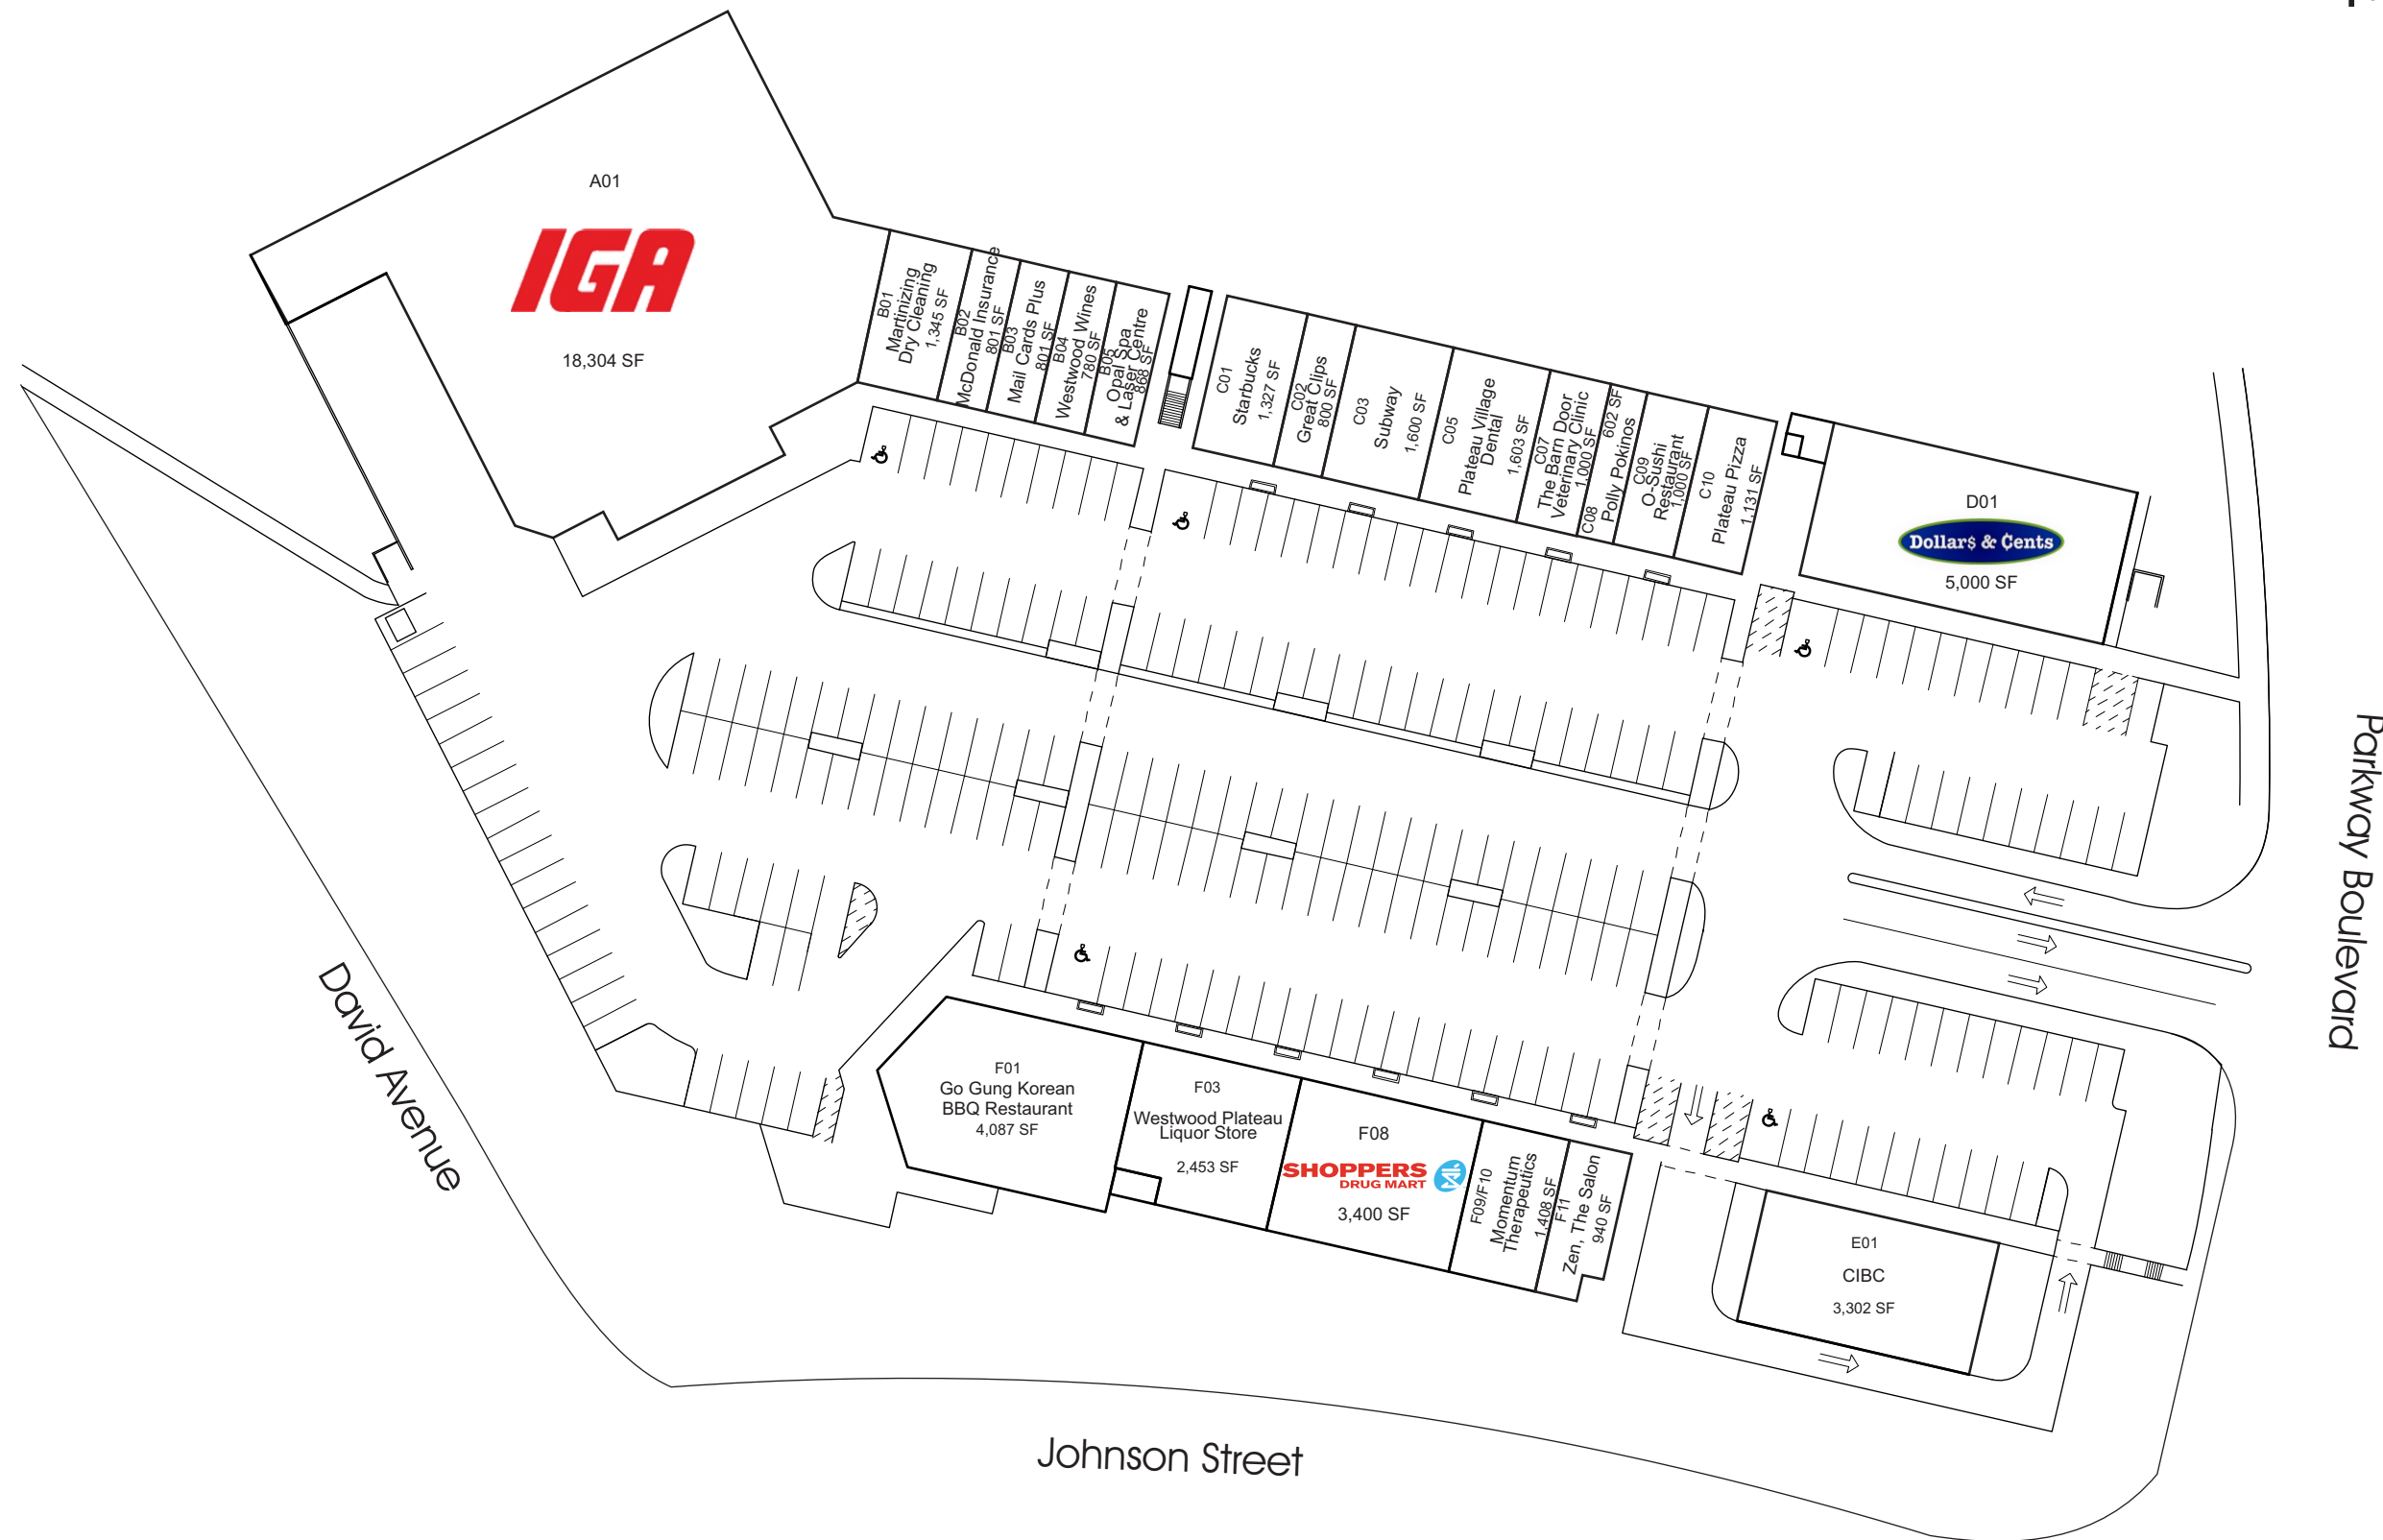 A01
IGA
18,304 SF
B01
Martinizing
Dry Cleaning
1,345 SF
B02
McDonald Insurance
801 SF
B03
Mail Cards Plus
801 SF
B04
Westwood Wines
780 SF
B05
Opal Spa
& Laser Centre
868 SF
C01
Starbucks
1,327 SF
C02
Great Clips
800 SF
C03
Subway
1,600 SF
C05
Plateau Village
Dental
1,603 SF
C07
The Barn Door
Veterinary Clinic
1,000 SF
C08
Polly Pokinos
602 SF
C09
O-Sushi
Restaurant
1,000 SF
C10
Plateau Pizza
1,131 SF
D01
Dollar$ & ¢ents
5,000 SF
Parkway Boulevard
David Avenue
F01
Go Gung Korean
BBQ Restaurant
4,087 SF
F03
Westwood Plateau
Liquor Store
2,453 SF
F08
SHOPPERS
DRUG MART
3,400 SF
F09/F10
Momentum
Therapeutics
1,408 SF
F11
Zen, The Salon
940 SF
E01
CIBC
3,302 SF
Johnson Street